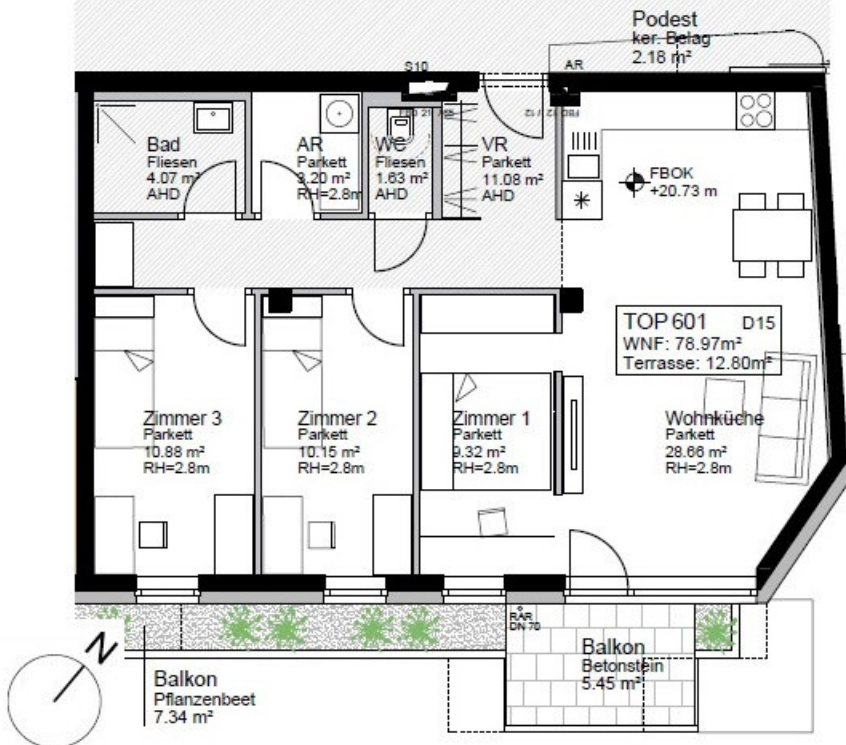 Podest
ker. Belag
2.18 m²
S10
AR
Bad
Fliesen
4.07 m²
AHD
AR
Parkett
3.20 m²
RH=2.8m
WC
Fliesen
1.63 m²
AHD
VR
Parkett
11.08 m²
AHD
FBOK
+20.73 m
TOP 601 D15
WNF: 78.97m²
Terrasse: 12.80m²
Zimmer 3
Parkett
10.88 m²
RH=2.8m
Zimmer 2
Parkett
10.15 m²
RH=2.8m
Zimmer 1
Parkett
9.32 m²
RH=2.8m
Wohnküche
Parkett
28.66 m²
RH=2.8m
RAR
DN 70
Balkon
Betonstein
5.45 m²
N
Balkon
Pflanzenbeet
7.34 m²